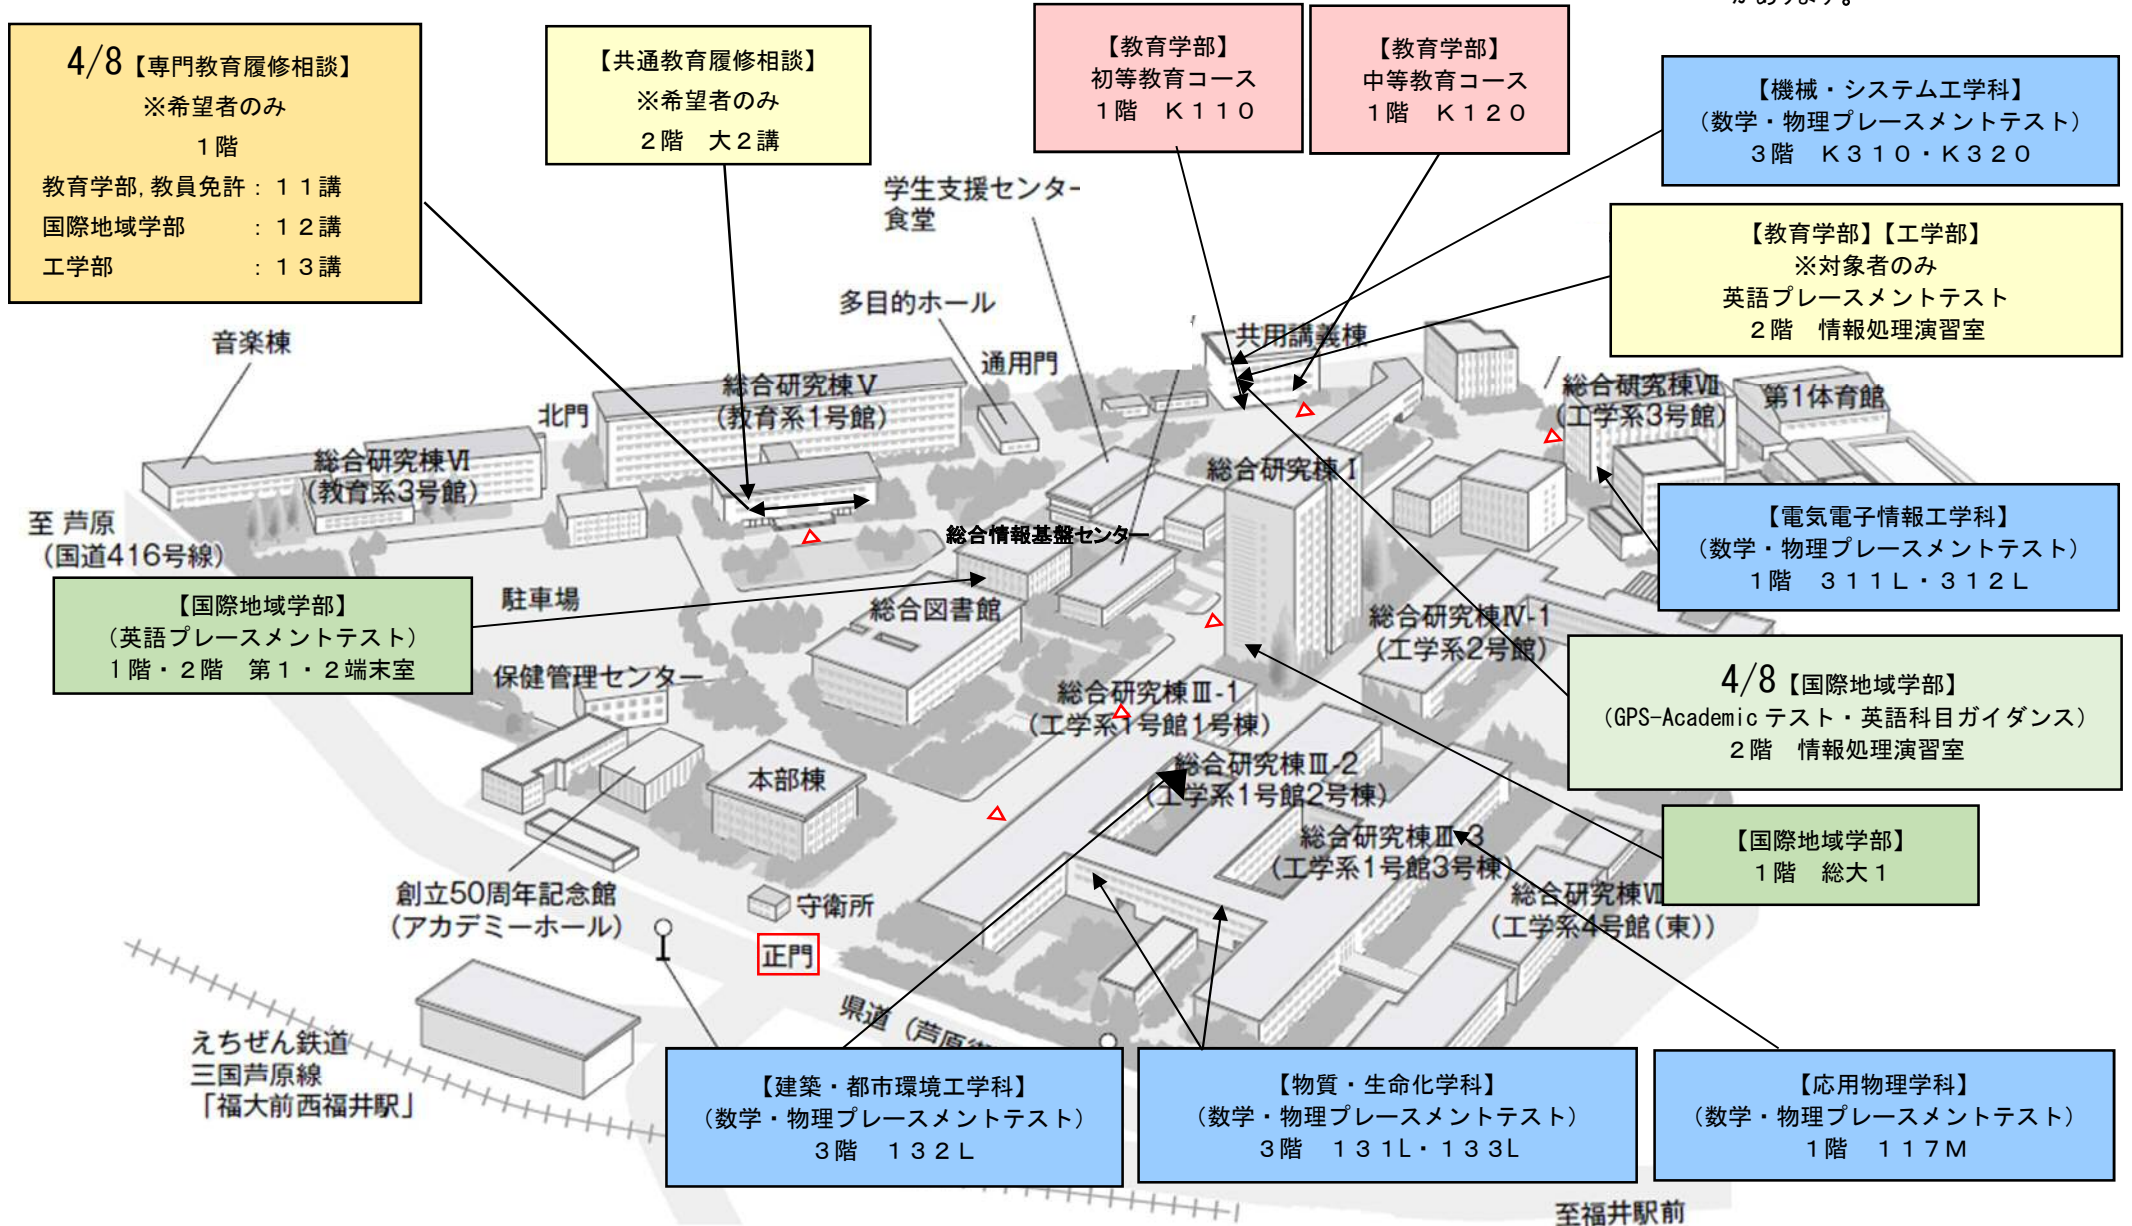 があります。
4/8【専門教育履修相談】
※希望者のみ
１階
教育学部,教員免許：１１講
国際地域学部　　　：１２講
工学部　　　　　　：１３講
【共通教育履修相談】
※希望者のみ
２階　大２講
【教育学部】
初等教育コース
１階　Ｋ１１０
【教育学部】
中等教育コース
１階　Ｋ１２０
【機械・システム工学科】
（数学・物理プレースメントテスト）
３階　Ｋ３１０・Ｋ３２０
【教育学部】【工学部】
※対象者のみ
英語プレースメントテスト
２階　情報処理演習室
学生支援センター
食堂
多目的ホール
通用門
共用講義棟
音楽棟
北門
総合研究棟Ⅴ
（教育系1号館）
総合研究棟Ⅶ
（工学系3号館）
第1体育館
総合研究棟Ⅵ
（教育系3号館）
総合研究棟Ⅰ
至 芦原
（国道416号線）
総合情報基盤センター
【電気電子情報工学科】
（数学・物理プレースメントテスト）
１階　３１１Ｌ・３１２Ｌ
【国際地域学部】
（英語プレースメントテスト）
１階・２階　第１・２端末室
駐車場
総合図書館
総合研究棟Ⅳ-1
（工学系2号館）
保健管理センター
4/8【国際地域学部】
（GPS-Academic テスト・英語科目ガイダンス）
２階　情報処理演習室
総合研究棟Ⅲ-1
（工学系1号館1号棟）
本部棟
総合研究棟Ⅲ-2
（工学系1号館2号棟）
総合研究棟Ⅲ-3
（工学系1号館3号棟）
【国際地域学部】
１階　総大１
創立50周年記念館
（アカデミーホール）
守衛所
総合研究棟Ⅷ
（工学系4号館(東)）
正門
県道（芦原街
えちぜん鉄道
三国芦原線
「福大前西福井駅」
【建築・都市環境工学科】
（数学・物理プレースメントテスト）
３階　１３２Ｌ
【物質・生命化学科】
（数学・物理プレースメントテスト）
３階　１３１L・１３３L
【応用物理学科】
（数学・物理プレースメントテスト）
１階　１１７Ｍ
至福井駅前